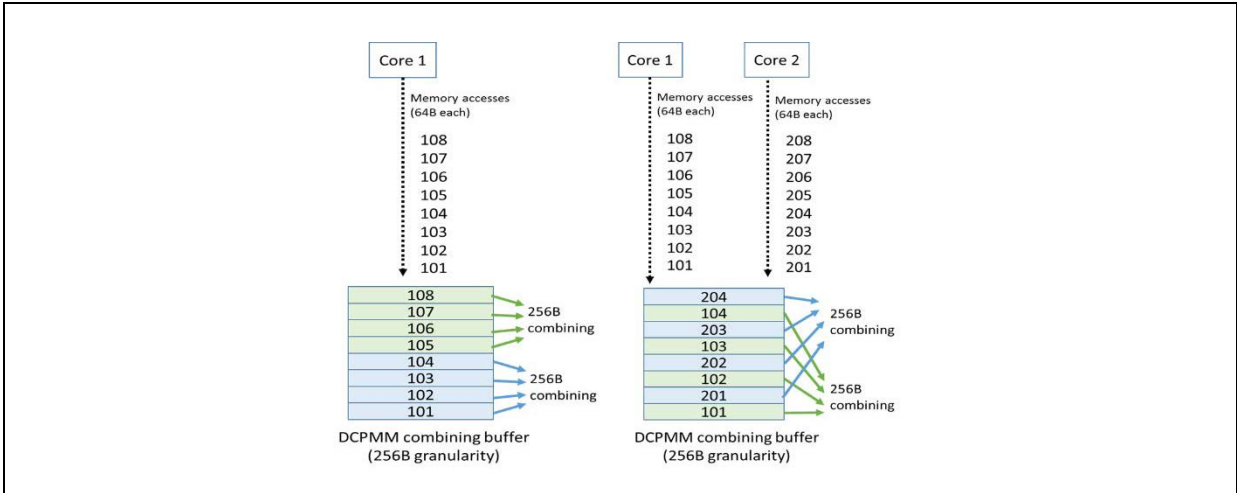 Core 1
Memory accesses
(64B each)
108
107
106
105
104
103
102
101
108
107
106
105
104
103
102
101
256B
combining
256B
combining
DCPMM combining buffer
(256B granularity)
Core 1
Core 2
Memory accesses
(64B each)
Memory accesses
(64B each)
108
107
106
105
104
103
102
101
208
207
206
205
204
203
202
201
204
104
203
103
202
102
201
101
256B
combining
256B
combining
DCPMM combining buffer
(256B granularity)